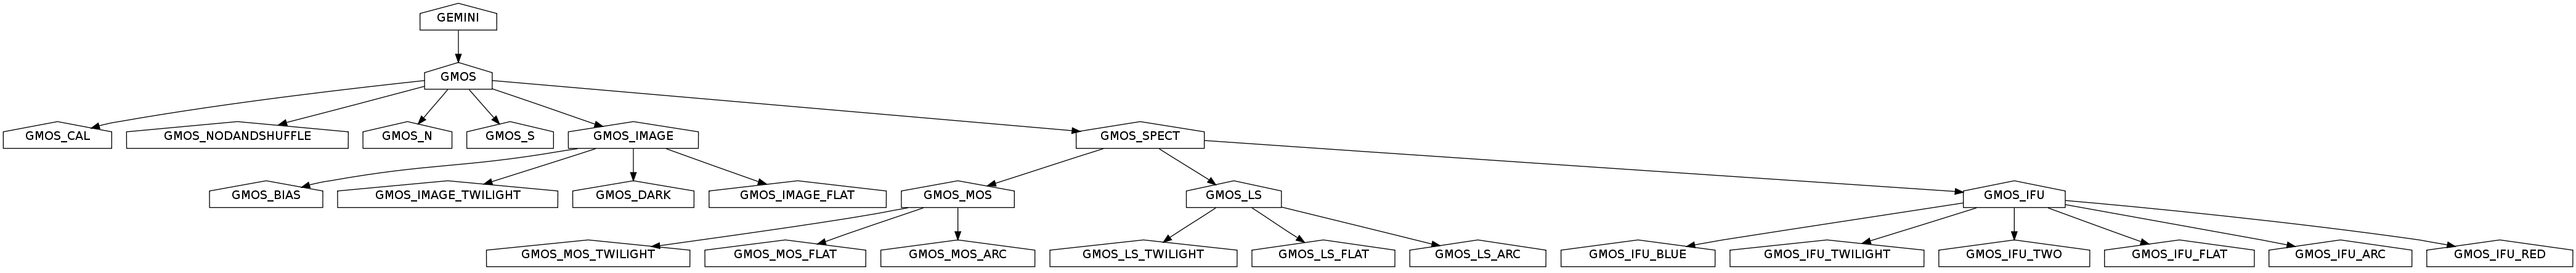 GEMINI
GMOS
GMOS_CAL
GMOS_NODANDSHUFFLE
GMOS_N
GMOS_S
GMOS_IMAGE
GMOS_SPECT
GMOS_BIAS
GMOS_IMAGE_TWILIGHT
GMOS_DARK
GMOS_IMAGE_FLAT
GMOS_MOS
GMOS_LS
GMOS_IFU
GMOS_MOS_TWILIGHT
GMOS_MOS_FLAT
GMOS_MOS_ARC
GMOS_LS_TWILIGHT
GMOS_LS_FLAT
GMOS_LS_ARC
GMOS_IFU_BLUE
GMOS_IFU_TWILIGHT
GMOS_IFU_TWO
GMOS_IFU_FLAT
GMOS_IFU_ARC
GMOS_IFU_RED